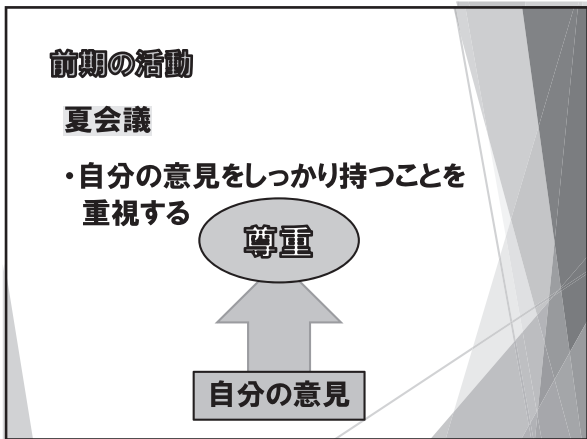 前期の活動
夏会議
・自分の意見をしっかり持つことを
重視する
尊重
自分の意見